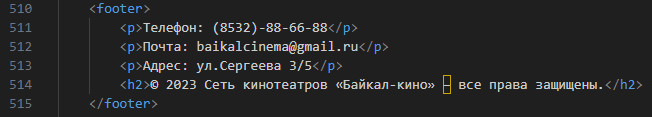 510 <footer>
511 <p>Телефон: (8532)-88-66-88</p>
512 <p>Почта: baikalcinema@gmail.ru</p>
513 <p>Адрес: ул.Сергеева 3/5</p>
514 <h2>© 2023 Сеть кинотеатров «Байкал-кино» – все права защищены.</h2>
515 </footer>